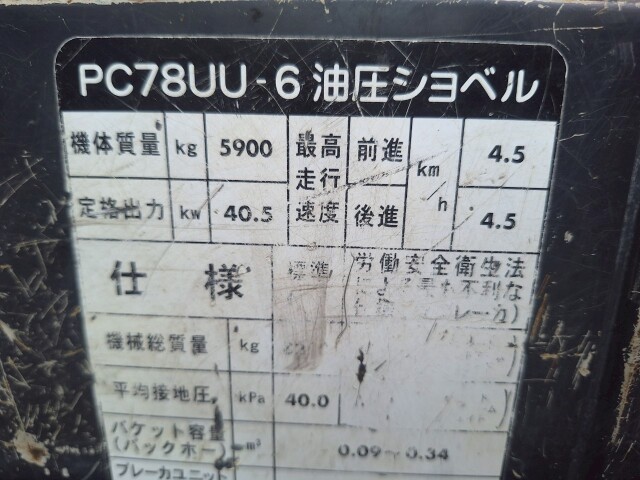 PC78UU-6 油圧ショベル
機体質量 kg 5900 最高走行速度 前進 km/h 4.5
定格出力 kw 40.5 後進 4.5
仕様 標準 労働安全衛生法
不利な
機械総質量 kg
平均接地圧 kPa 40.0
バケット容量
(バックホー) m³ 0.09~0.34
ブレーカユニット